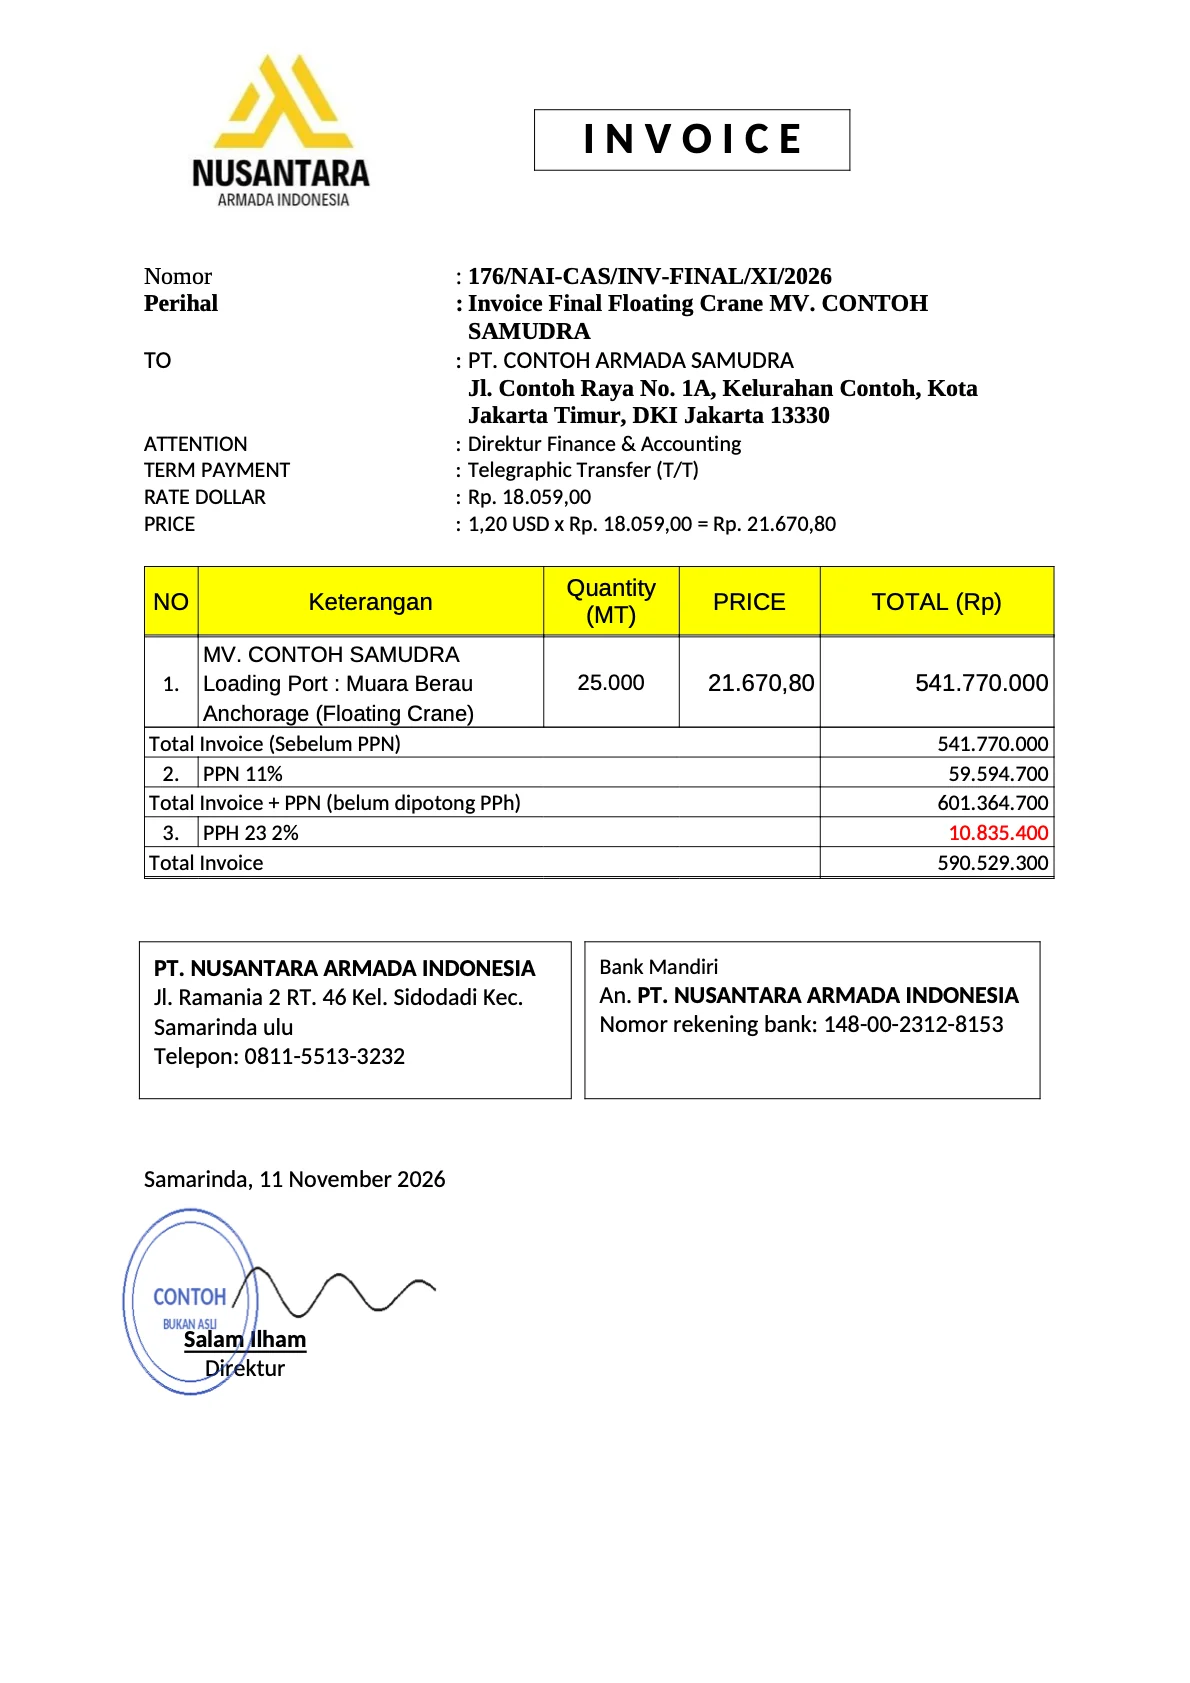 NUSANTARA
ARMADA INDONESIA
INVOICE
Nomor : 176/NAI-CAS/INV-FINAL/XI/2026
Perihal : Invoice Final Floating Crane MV. CONTOH
SAMUDRA
TO : PT. CONTOH ARMADA SAMUDRA
Jl. Contoh Raya No. 1A, Kelurahan Contoh, Kota
Jakarta Timur, DKI Jakarta 13330
ATTENTION : Direktur Finance & Accounting
TERM PAYMENT : Telegraphic Transfer (T/T)
RATE DOLLAR : Rp. 18.059,00
PRICE : 1,20 USD x Rp. 18.059,00 = Rp. 21.670,80
NO Keterangan Quantity (MT) PRICE TOTAL (Rp)
MV. CONTOH SAMUDRA
1. Loading Port : Muara Berau 25.000 21.670,80 541.770.000
Anchorage (Floating Crane)
Total Invoice (Sebelum PPN) 541.770.000
2. PPN 11% 59.594.700
Total Invoice + PPN (belum dipotong PPh) 601.364.700
3. PPH 23 2% 10.835.400
Total Invoice 590.529.300
PT. NUSANTARA ARMADA INDONESIA
Jl. Ramania 2 RT. 46 Kel. Sidodadi Kec.
Samarinda ulu
Telepon: 0811-5513-3232
Bank Mandiri
An. PT. NUSANTARA ARMADA INDONESIA
Nomor rekening bank: 148-00-2312-8153
Samarinda, 11 November 2026
CONTOH
BUKAN ASLI
Salam Ilham
Direktur